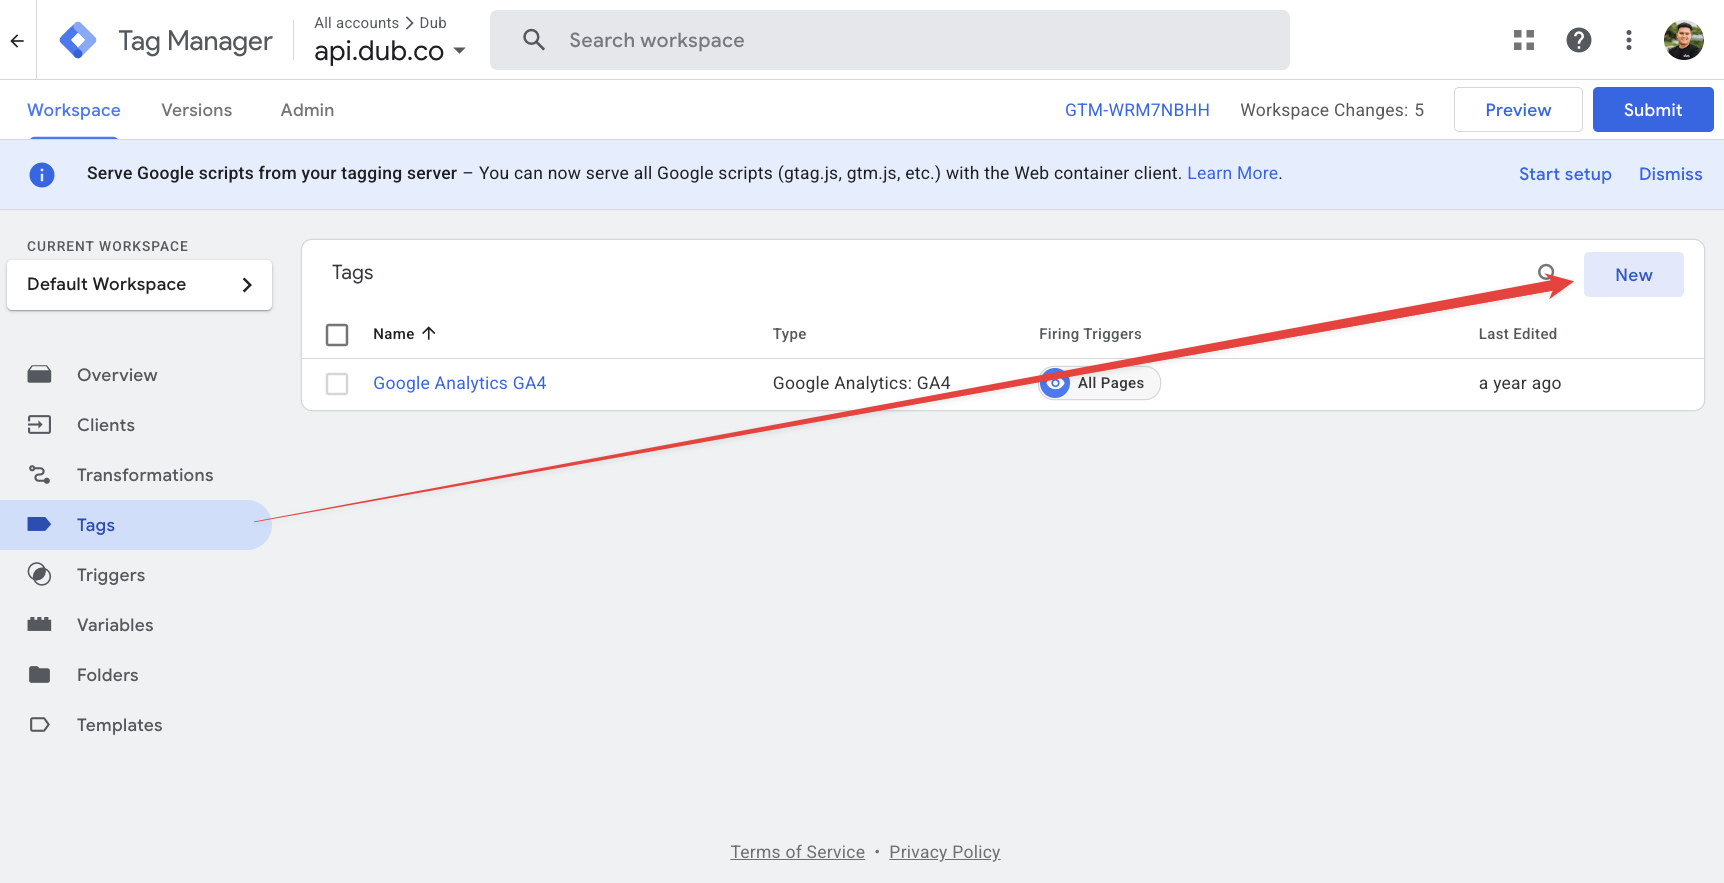 Tag Manager
All accounts > Dub
api.dub.co
Search workspace
Workspace
Versions
Admin
GTM-WRM7NBHH
Workspace Changes: 5
Preview
Submit
Serve Google scripts from your tagging server – You can now serve all Google scripts (gtag.js, gtm.js, etc.) with the Web container client. Learn More.
Start setup
Dismiss
CURRENT WORKSPACE
Default Workspace
Overview
Clients
Transformations
Tags
Triggers
Variables
Folders
Templates
Tags
New
Name
Type
Firing Triggers
Last Edited
Google Analytics GA4
Google Analytics: GA4
All Pages
a year ago
Terms of Service • Privacy Policy